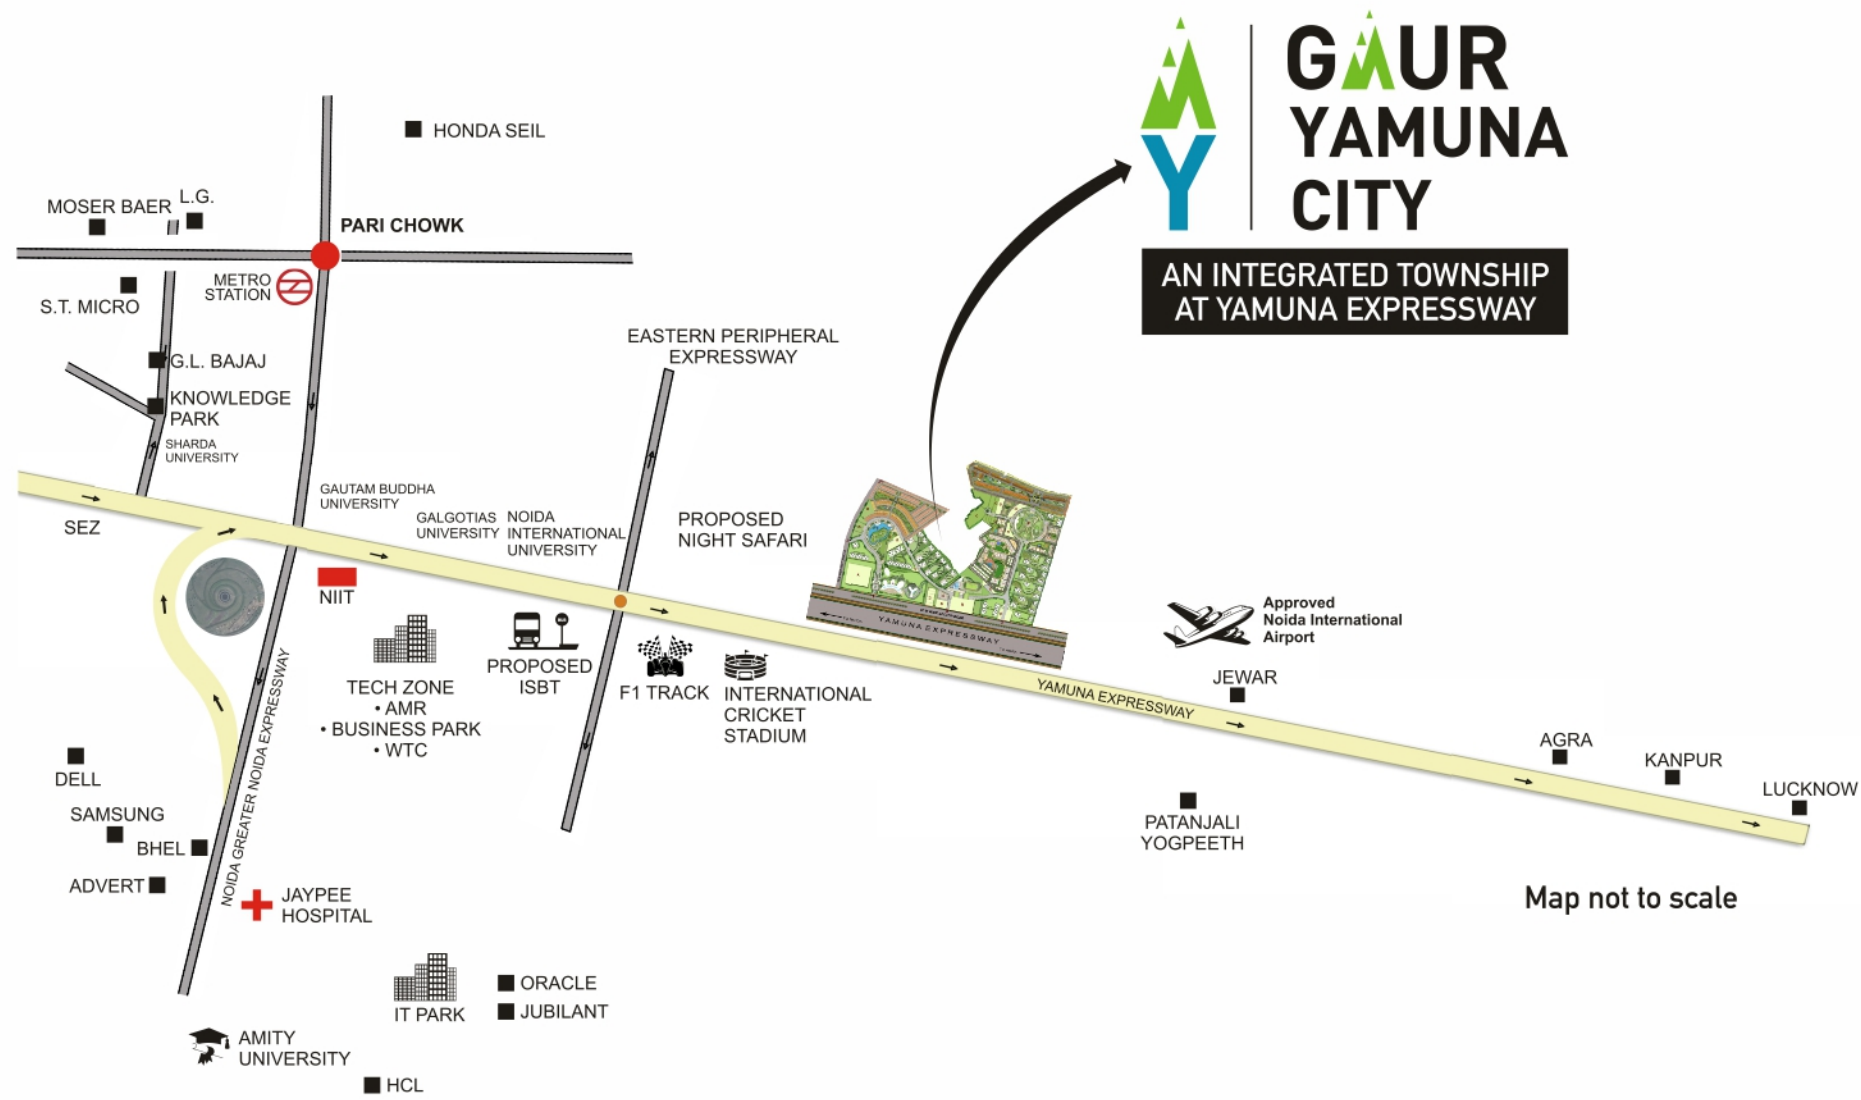 GAUR
YAMUNA
CITY
AN INTEGRATED TOWNSHIP
AT YAMUNA EXPRESSWAY
HONDA SEIL
MOSER BAER
L.G.
PARI CHOWK
METRO
STATION
S.T. MICRO
G.L. BAJAJ
KNOWLEDGE
PARK
SHARDA
UNIVERSITY
EASTERN PERIPHERAL
EXPRESSWAY
SEZ
GAUTAM BUDDHA
UNIVERSITY
GALGOTIAS
UNIVERSITY
NOIDA
INTERNATIONAL
UNIVERSITY
PROPOSED
NIGHT SAFARI
YAMUNA EXPRESSWAY
NIIT
TECH ZONE
• AMR
• BUSINESS PARK
• WTC
PROPOSED
ISBT
F1 TRACK
INTERNATIONAL
CRICKET
STADIUM
Approved
Noida International
Airport
JEWAR
YAMUNA EXPRESSWAY
AGRA
KANPUR
LUCKNOW
PATANJALI
YOGPEETH
Map not to scale
NOIDA GREATER NOIDA EXPRESSWAY
DELL
SAMSUNG
BHEL
ADVERT
JAYPEE
HOSPITAL
IT PARK
ORACLE
JUBILANT
AMITY
UNIVERSITY
HCL